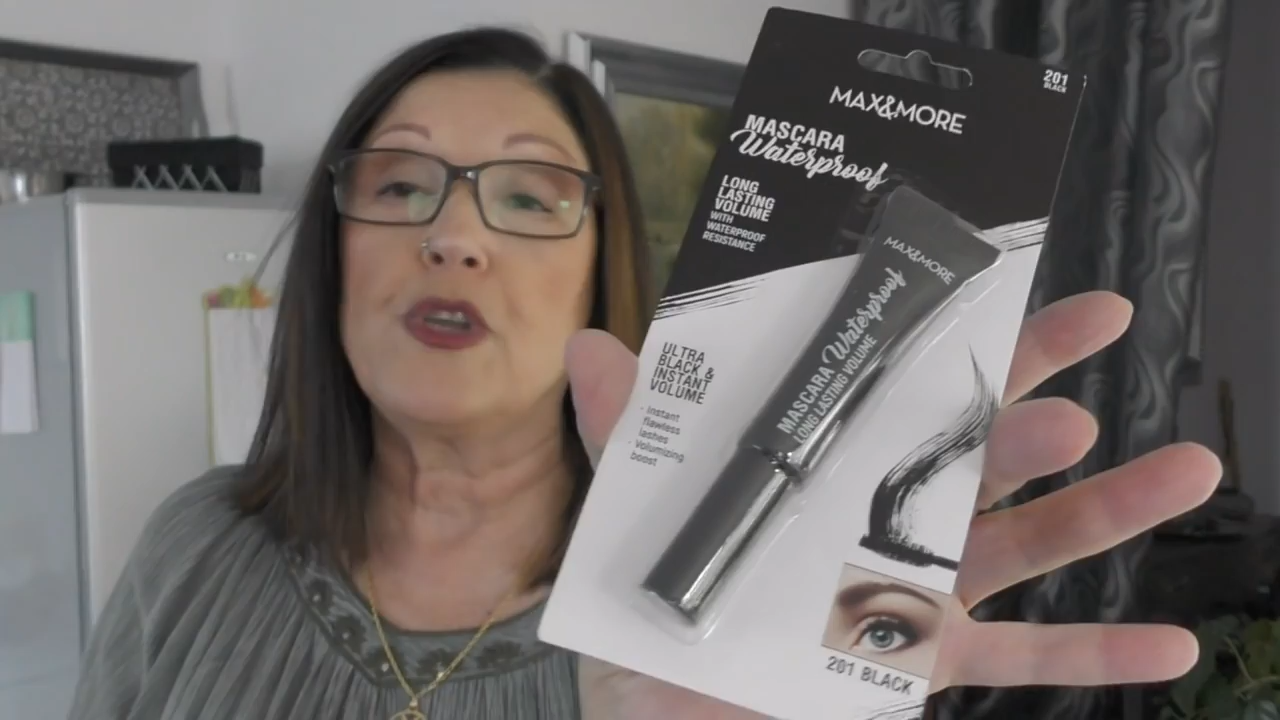 201
BLACK
MAX&MORE
MASCARA
Waterproof
LONG
LASTING
VOLUME
WITH
WATERPROOF
RESISTANCE
MAX&MORE
MASCARA Waterproof
LONG LASTING VOLUME
ULTRA
BLACK &
INSTANT
VOLUME
· Instant
flawless
lashes
· Volumizing
boost
201 BLACK